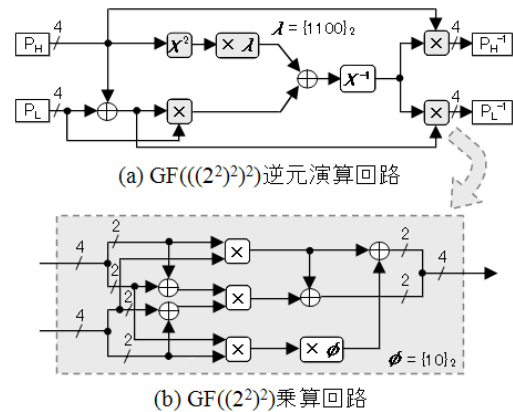 4
P_H
χ²
× λ
λ = {1100}₂
×
4
P_H⁻¹
χ⁻¹
4
P_L
×
×
4
P_L⁻¹
(a) GF(((2²)²)²)逆元演算回路
4
2
2
×
2
4
2
×
2
4
2
2
×
× ϕ
ϕ = {10}₂
(b) GF((2²)²)乗算回路